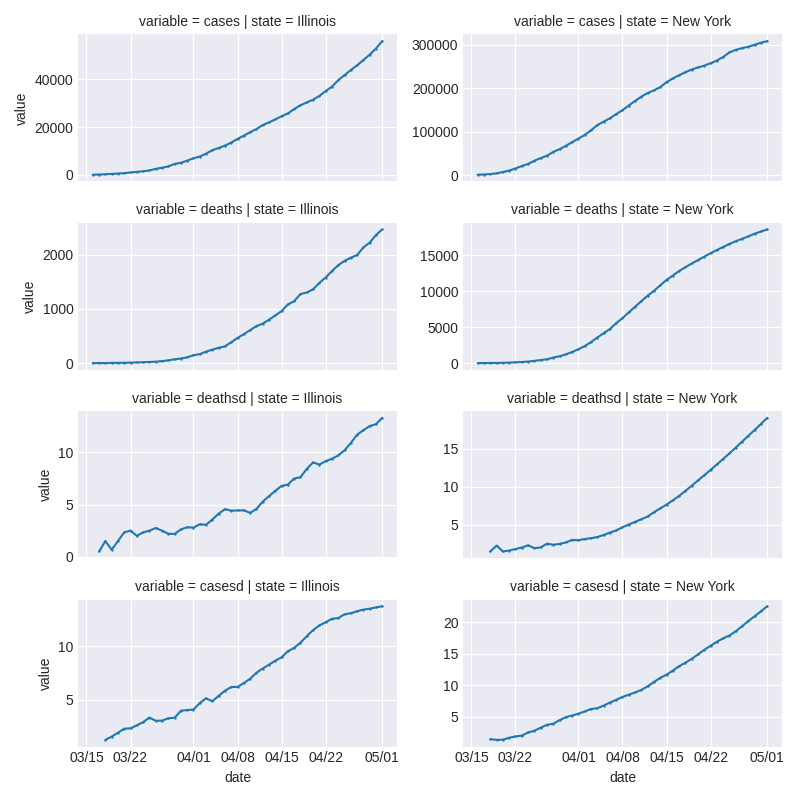 variable = cases | state = Illinois
variable = cases | state = New York
value
40000
20000
0
300000
200000
100000
0
variable = deaths | state = Illinois
variable = deaths | state = New York
value
2000
1000
0
15000
10000
5000
0
variable = deathsd | state = Illinois
variable = deathsd | state = New York
value
10
5
0
15
10
5
variable = casesd | state = Illinois
variable = casesd | state = New York
value
10
5
20
15
10
5
03/15 03/22 04/01 04/08 04/15 04/22 05/01
03/15 03/22 04/01 04/08 04/15 04/22 05/01
date
date